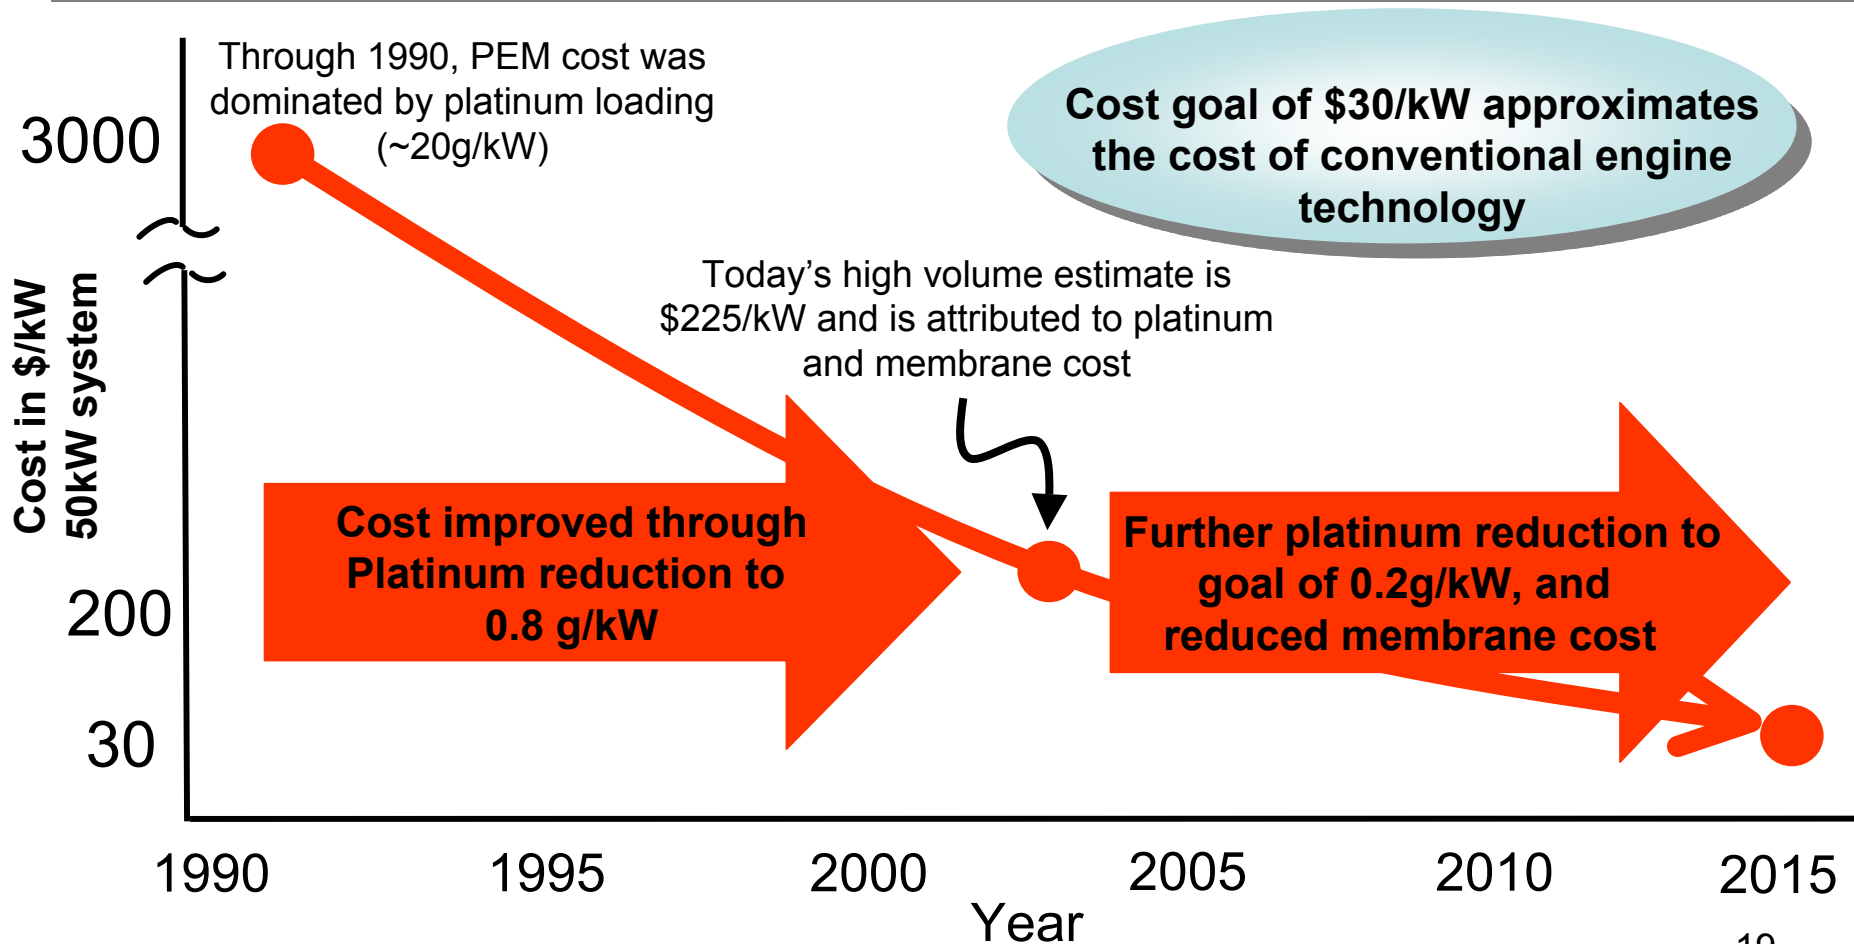 Through 1990, PEM cost was
dominated by platinum loading
(~20g/kW)
Cost goal of $30/kW approximates
the cost of conventional engine
technology
3000
Today’s high volume estimate is
$225/kW and is attributed to platinum
and membrane cost
Cost in $/kW
50kW system
Cost improved through
Platinum reduction to
0.8 g/kW
Further platinum reduction to
goal of 0.2g/kW, and
reduced membrane cost
200
30
1990 1995 2000 2005 2010 2015
Year
19